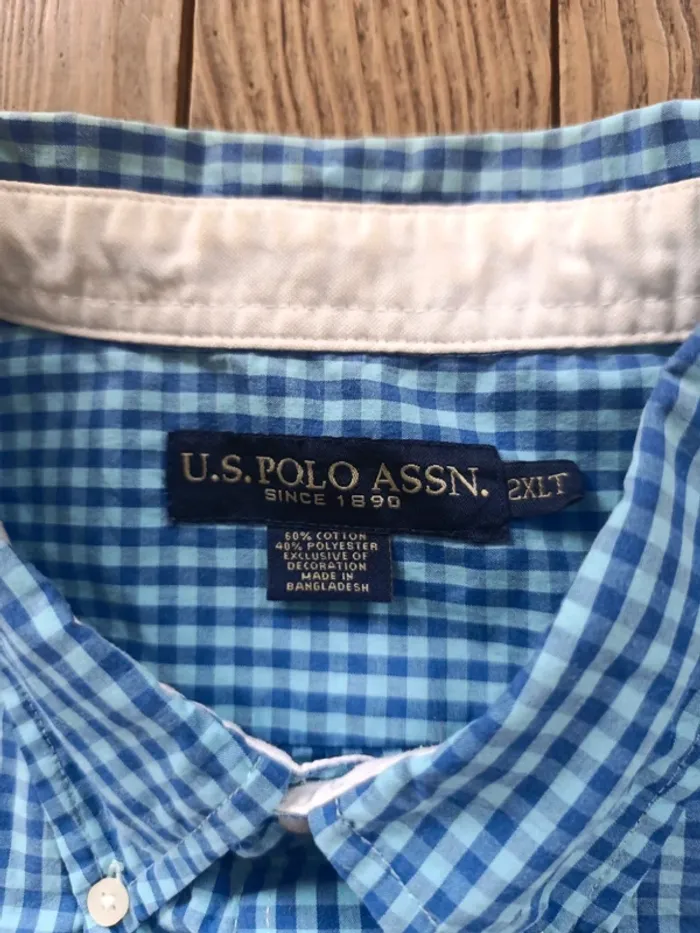 U.S. POLO ASSN.
SINCE 1890
2XLT
60% COTTON
40% POLYESTER
EXCLUSIVE OF
DECORATION
MADE IN
BANGLADESH